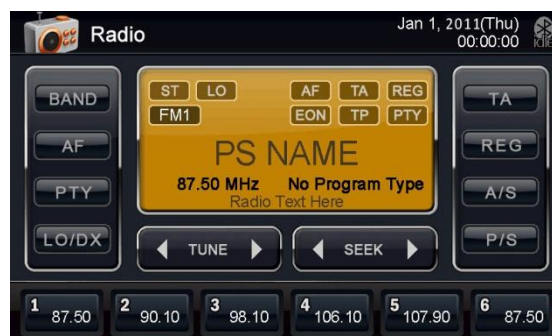 Radio
Jan 1, 2011(Thu)
00:00:00
idle
BAND
AF
PTY
LO/DX
ST LO AF TA REG
FM1 EON TP PTY
PS NAME
87.50 MHz No Program Type
Radio Text Here
TUNE SEEK
TA
REG
A/S
P/S
1 87.50 2 90.10 3 98.10 4 106.10 5 107.90 6 87.50